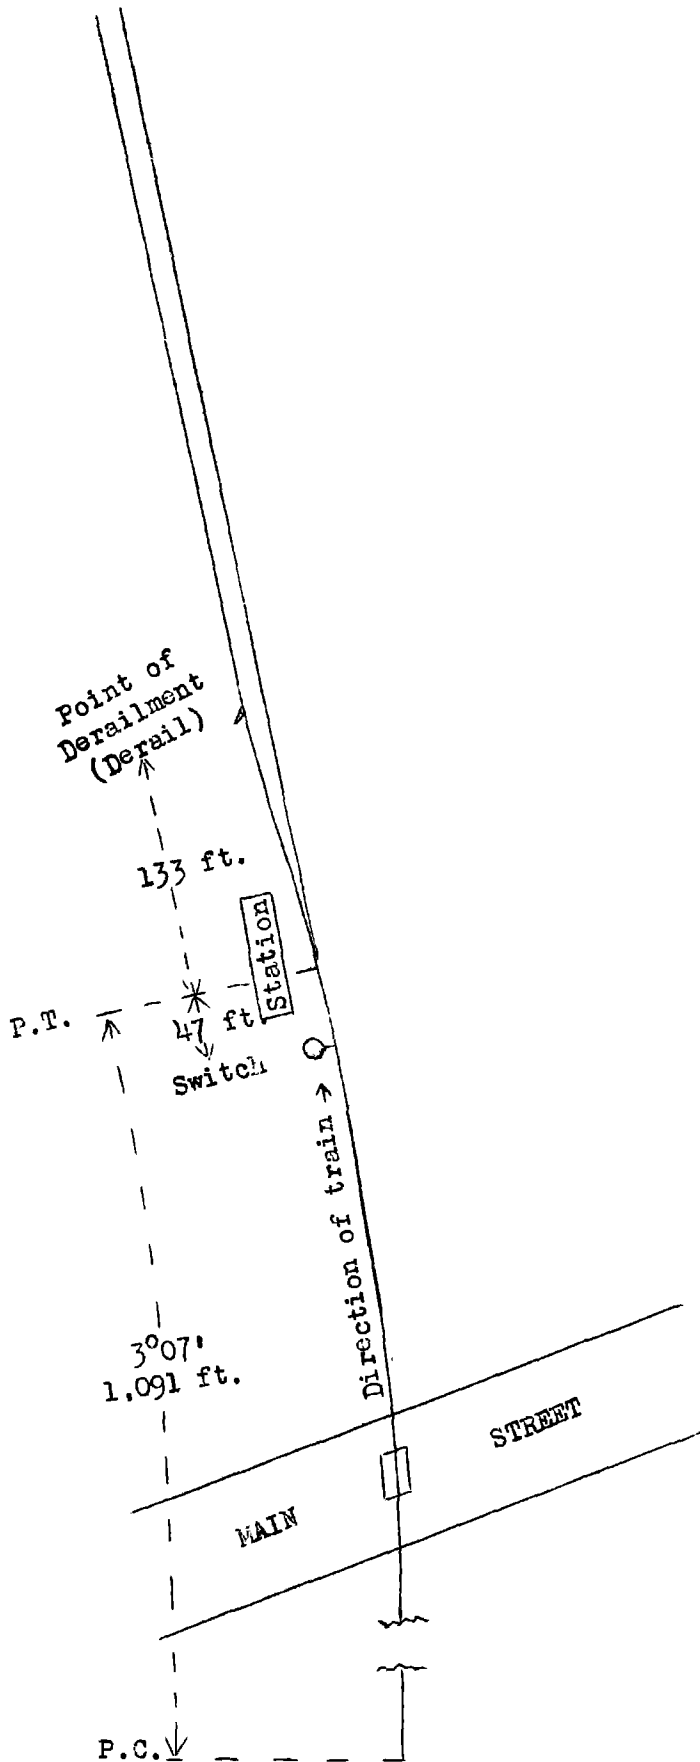 Point of
Derailment
(Derail)
133 ft.
Station
P.T.
47 ft.
Switch
Direction of train →
3°07'
1,091 ft.
STREET
MAIN
P.C.